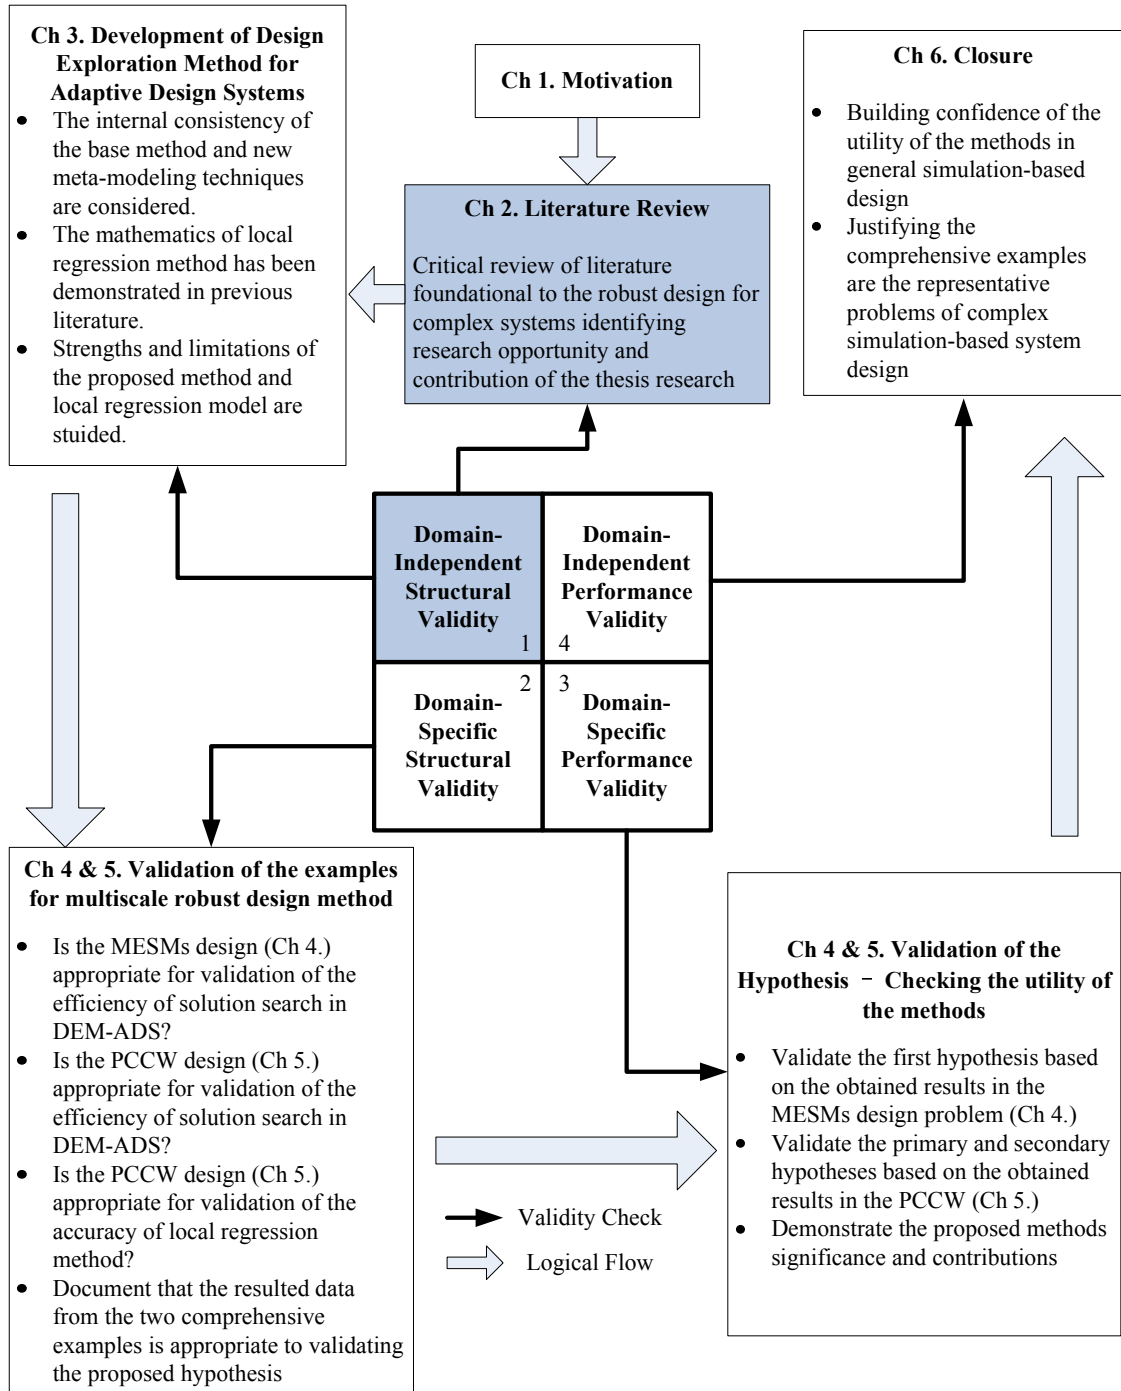 Ch 3. Development of Design
Exploration Method for
Adaptive Design Systems
• The internal consistency of
the base method and new
meta-modeling techniques
are considered.
• The mathematics of local
regression method has been
demonstrated in previous
literature.
• Strengths and limitations of
the proposed method and
local regression model are
stuided.
Ch 1. Motivation
Ch 2. Literature Review
Critical review of literature
foundational to the robust design for
complex systems identifying
research opportunity and
contribution of the thesis research
Ch 6. Closure
• Building confidence of the
utility of the methods in
general simulation-based
design
• Justifying the
comprehensive examples
are the representative
problems of complex
simulation-based system
design
Domain-
Independent
Structural
Validity
1
Domain-
Independent
Performance
Validity
4
2
Domain-
Specific
Structural
Validity
3
Domain-
Specific
Performance
Validity
Ch 4 & 5. Validation of the examples
for multiscale robust design method
• Is the MESMs design (Ch 4.)
appropriate for validation of the
efficiency of solution search in
DEM-ADS?
• Is the PCCW design (Ch 5.)
appropriate for validation of the
efficiency of solution search in
DEM-ADS?
• Is the PCCW design (Ch 5.)
appropriate for validation of the
accuracy of local regression
method?
• Document that the resulted data
from the two comprehensive
examples is appropriate to validating
the proposed hypothesis
Ch 4 & 5. Validation of the
Hypothesis – Checking the utility of
the methods
• Validate the first hypothesis based
on the obtained results in the
MESMs design problem (Ch 4.)
• Validate the primary and secondary
hypotheses based on the obtained
results in the PCCW (Ch 5.)
• Demonstrate the proposed methods
significance and contributions
Validity Check
Logical Flow